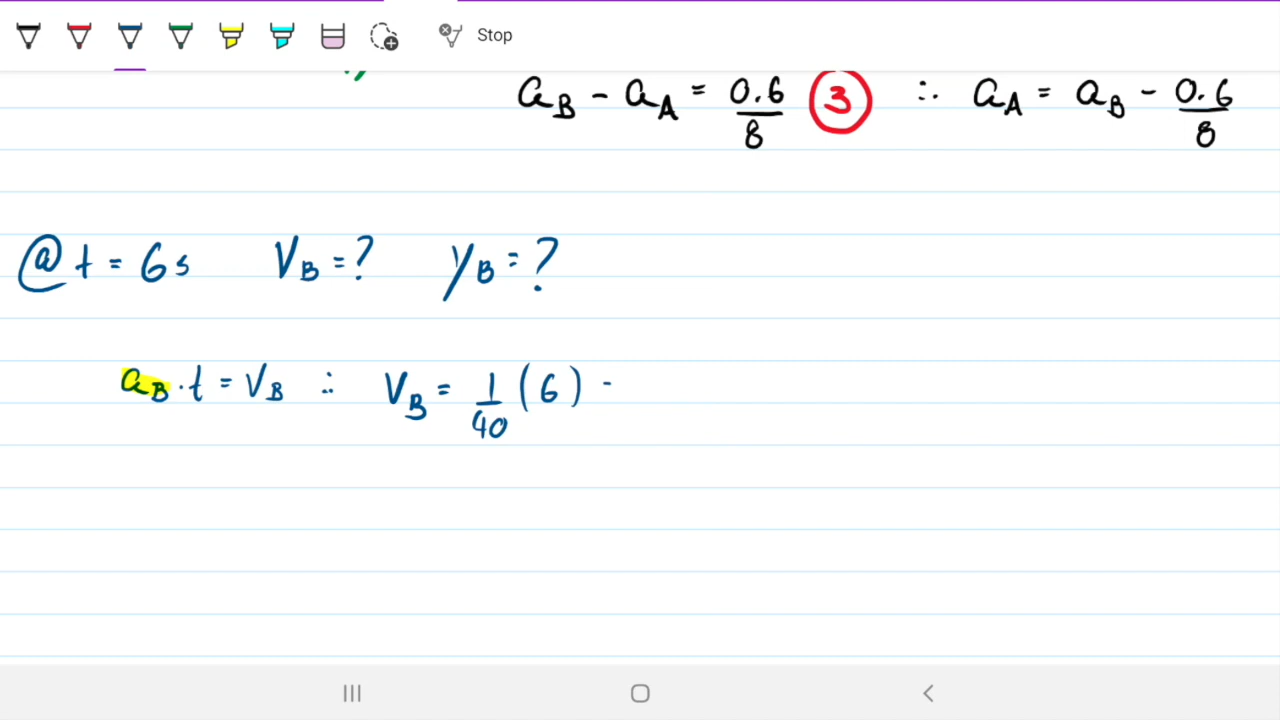 Stop
a_B - a_A = 0.6/8 ③ ∴ a_A = a_B - 0.6/8
@ t = 6s V_B = ? y_B = ?
a_B · t = V_B ∴ V_B = 1/40 (6) -